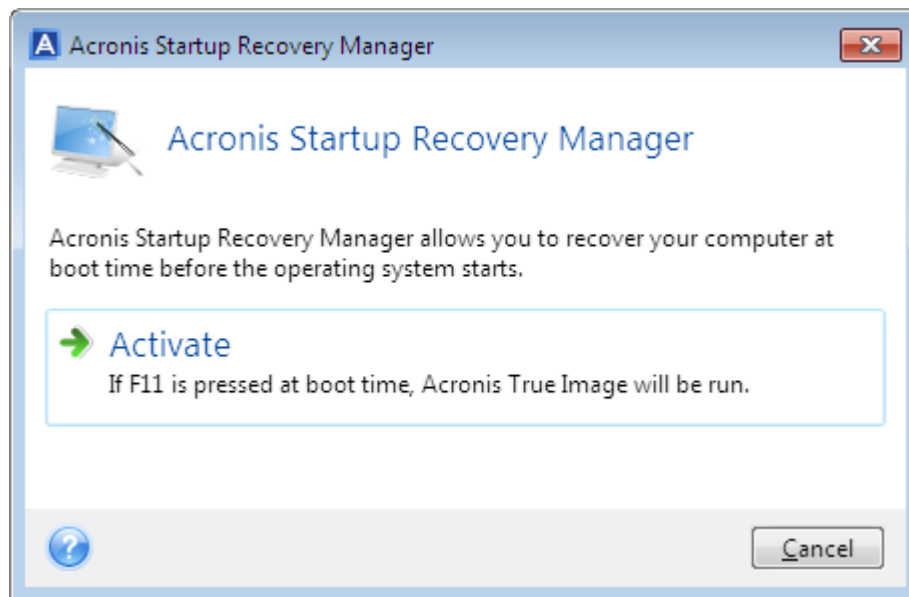 Acronis Startup Recovery Manager
Acronis Startup Recovery Manager
Acronis Startup Recovery Manager allows you to recover your computer at
boot time before the operating system starts.
Activate
If F11 is pressed at boot time, Acronis True Image will be run.
Cancel